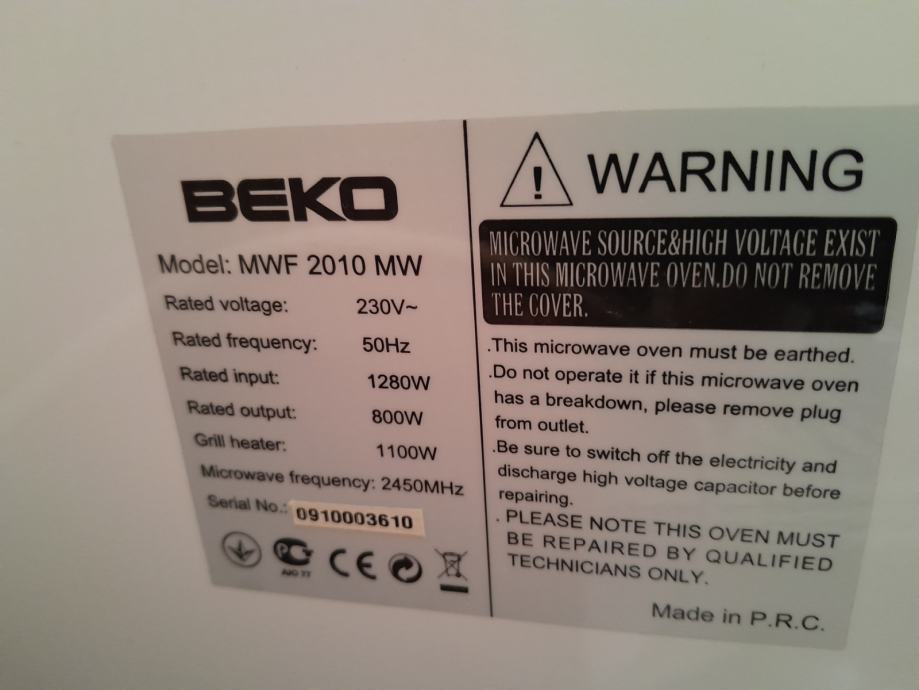 BEKO
Model: MWF 2010 MW
Rated voltage: 230V~
Rated frequency: 50Hz
Rated input: 1280W
Rated output: 800W
Grill heater: 1100W
Microwave frequency: 2450MHz
Serial No.: 0910003610
CE
WARNING
MICROWAVE SOURCE&HIGH VOLTAGE EXIST
IN THIS MICROWAVE OVEN.DO NOT REMOVE
THE COVER.
.This microwave oven must be earthed.
.Do not operate it if this microwave oven
has a breakdown, please remove plug
from outlet.
.Be sure to switch off the electricity and
discharge high voltage capacitor before
repairing.
. PLEASE NOTE THIS OVEN MUST
BE REPAIRED BY QUALIFIED
TECHNICIANS ONLY.
Made in P.R.C.